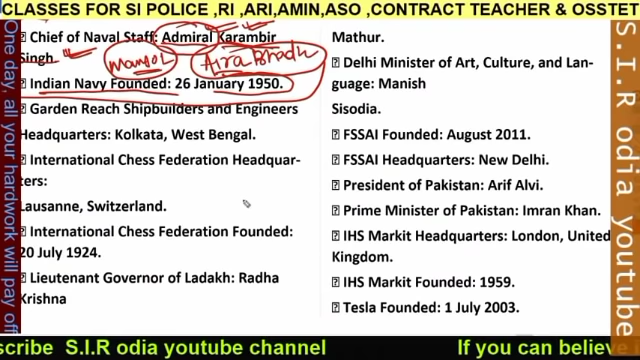 CLASSES FOR SI POLICE ,RI ,ARI,AMIN,ASO ,CONTRACT TEACHER & OSSTET
One day, all your hardwork will pay off
Chief of Naval Staff: Admiral Karambir
Singh
Indian Navy Founded: 26 January 1950.
Garden Reach Shipbuilders and Engineers
Headquarters: Kolkata, West Bengal.
International Chess Federation Headquar-
ters:
Lausanne, Switzerland.
International Chess Federation Founded:
20 July 1924.
Lieutenant Governor of Ladakh: Radha
Krishna
Mathur.
Delhi Minister of Art, Culture, and Lan-
guage: Manish
Sisodia.
FSSAI Founded: August 2011.
FSSAI Headquarters: New Delhi.
President of Pakistan: Arif Alvi.
Prime Minister of Pakistan: Imran Khan.
IHS Markit Headquarters: London, United
Kingdom.
IHS Markit Founded: 1959.
Tesla Founded: 1 July 2003.
S.I.R odia youtube
scribe S.I.R odia youtube channel
If you can believe